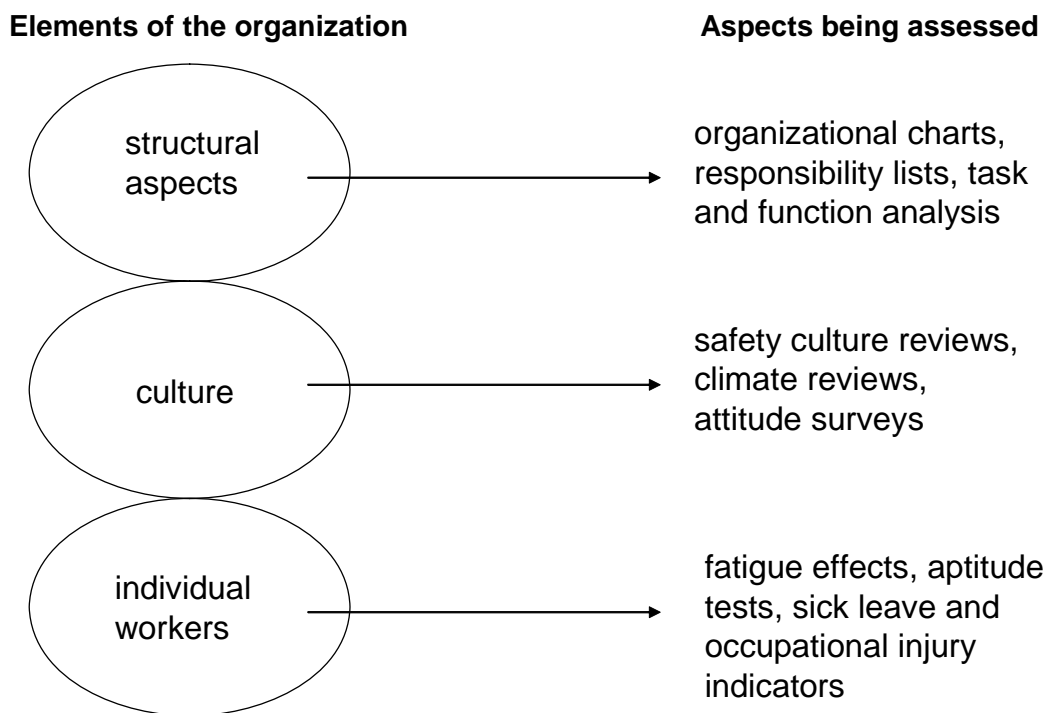 Elements of the organization
Aspects being assessed
structural
aspects
organizational charts,
responsibility lists, task
and function analysis
culture
safety culture reviews,
climate reviews,
attitude surveys
individual
workers
fatigue effects, aptitude
tests, sick leave and
occupational injury
indicators